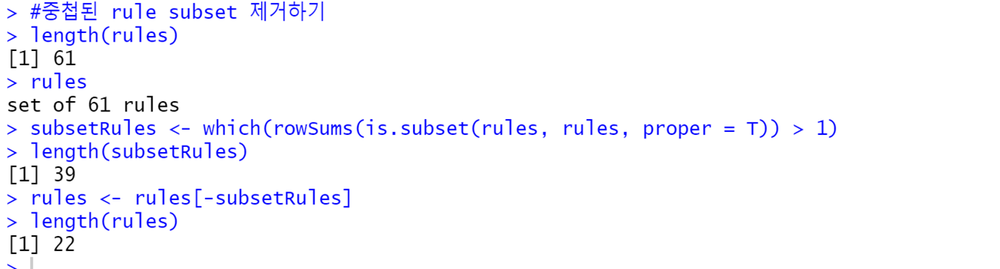 > #중첩된 rule subset 제거하기
> length(rules)
[1] 61
> rules
set of 61 rules
> subsetRules <- which(rowSums(is.subset(rules, rules, proper = T)) > 1)
> length(subsetRules)
[1] 39
> rules <- rules[-subsetRules]
> length(rules)
[1] 22
>